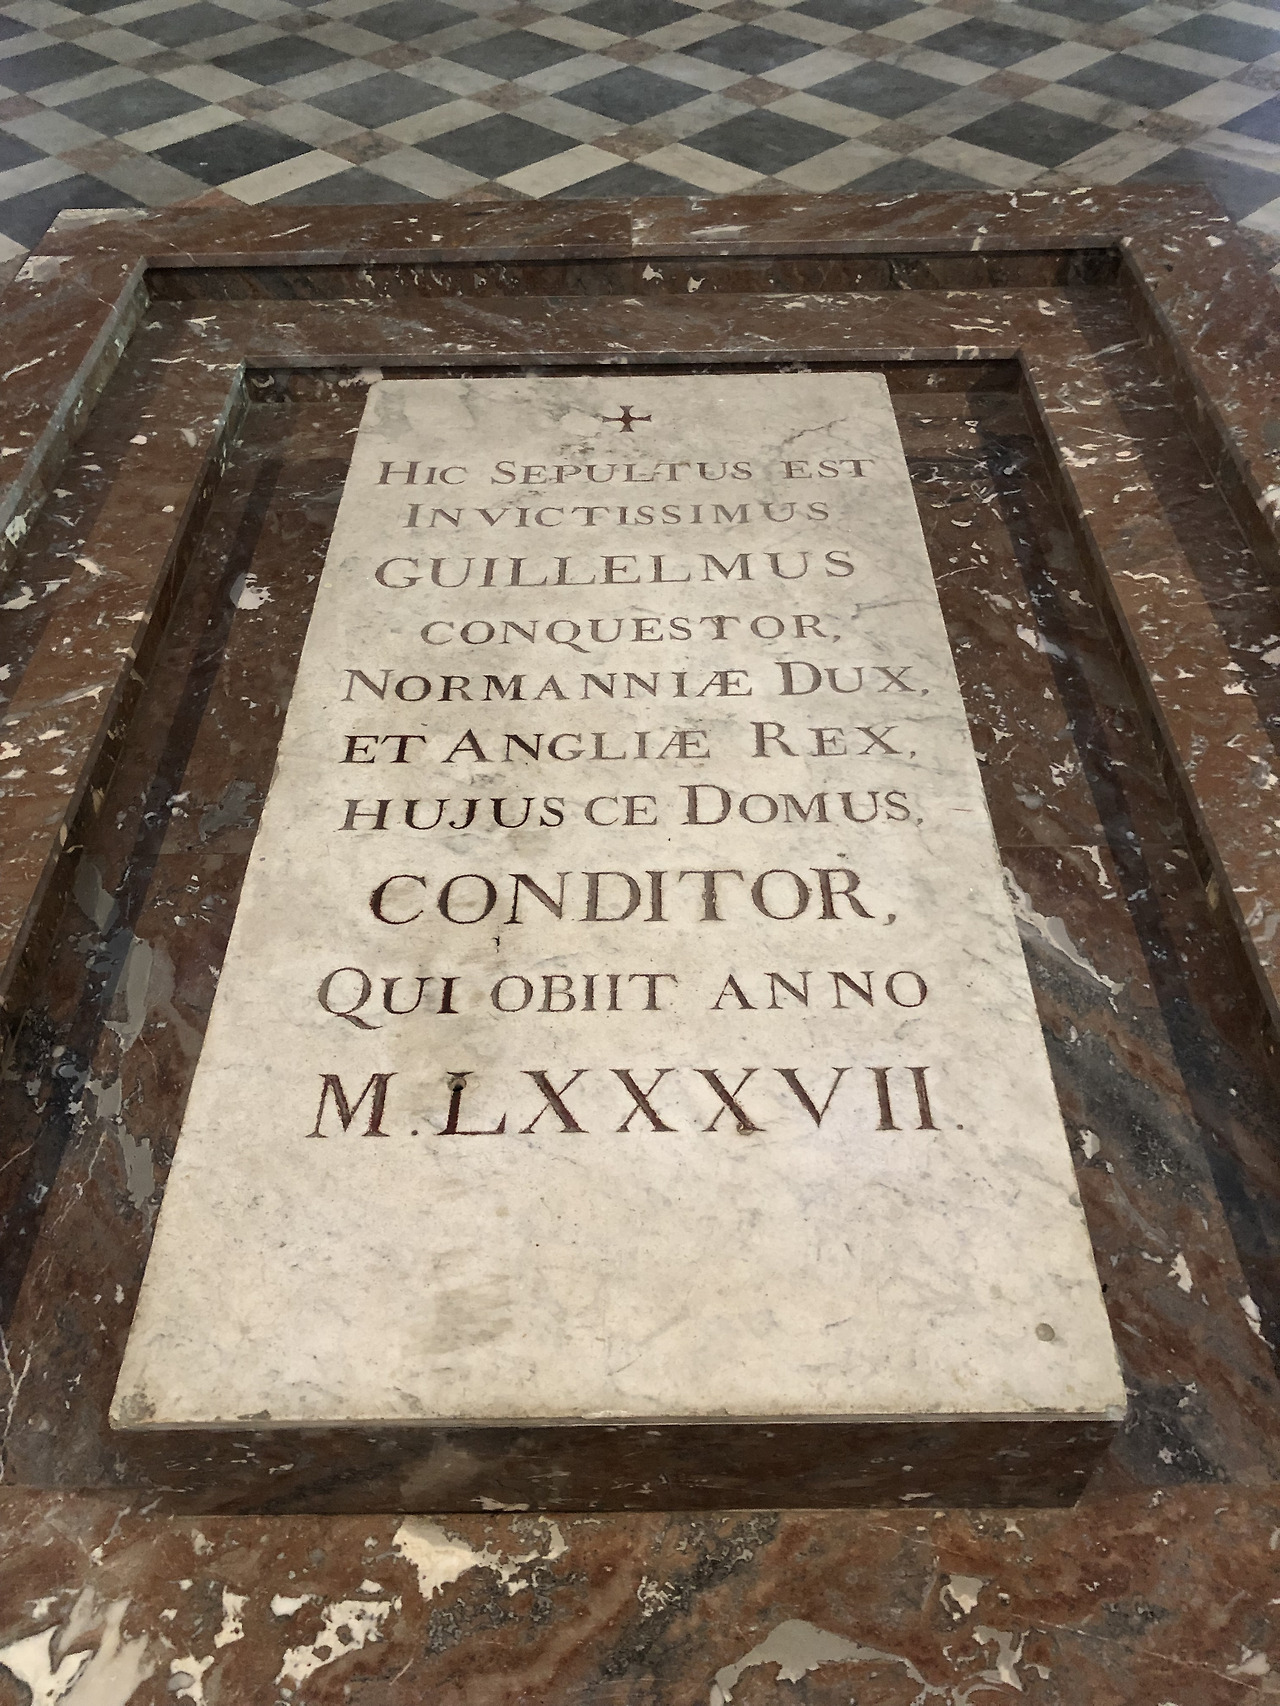 HIC SEPULTUS EST
INVICTISSIMUS
GUILLELMUS
CONQUESTOR,
NORMANNIÆ DUX,
ET ANGLIÆ REX,
HUJUS CE DOMUS,
CONDITOR,
QUI OBIIT ANNO
M.LXXXVII.